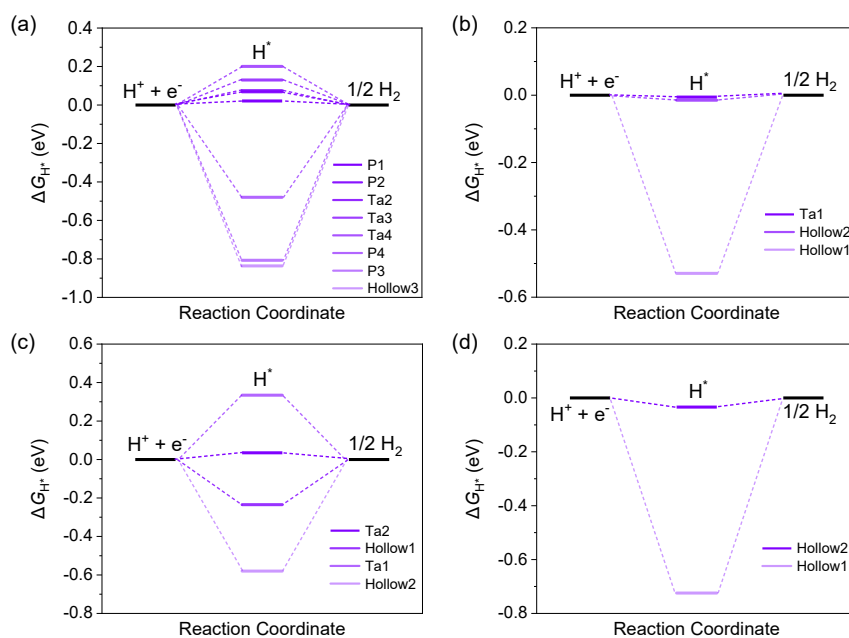 (a)
0.4
0.2
0.0
-0.2
-0.4
-0.6
-0.8
-1.0
ΔG_H* (eV)
H⁺ + e⁻
H*
1/2 H₂
P1
P2
Ta2
Ta3
Ta4
P4
P3
Hollow3
Reaction Coordinate
(b)
0.2
0.0
-0.2
-0.4
-0.6
ΔG_H* (eV)
H⁺ + e⁻
H*
1/2 H₂
Ta1
Hollow2
Hollow1
Reaction Coordinate
(c)
0.6
0.4
0.2
0.0
-0.2
-0.4
-0.6
-0.8
ΔG_H* (eV)
H*
H⁺ + e⁻
1/2 H₂
Ta2
Hollow1
Ta1
Hollow2
Reaction Coordinate
(d)
0.2
0.0
-0.2
-0.4
-0.6
-0.8
ΔG_H* (eV)
H*
H⁺ + e⁻
1/2 H₂
Hollow2
Hollow1
Reaction Coordinate